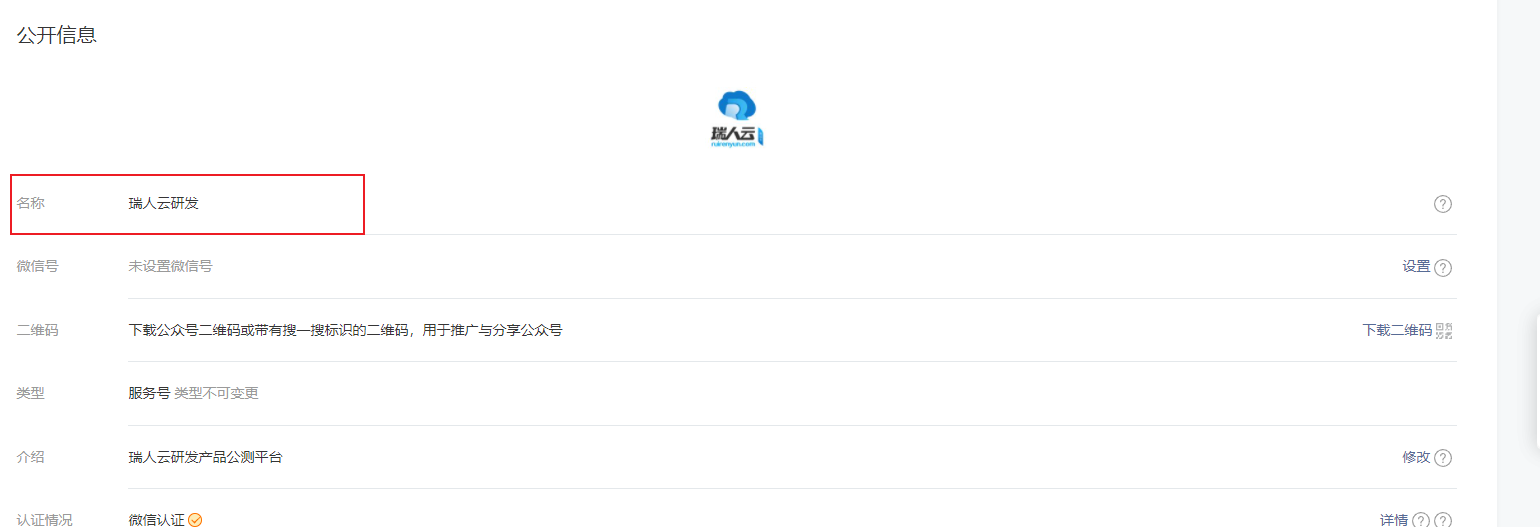 公开信息
瑞人云
ruirenyun.com
名称 瑞人云研发
微信号 未设置微信号 设置
二维码 下载公众号二维码或带有搜一搜标识的二维码，用于推广与分享公众号 下载二维码
类型 服务号 类型不可变更
介绍 瑞人云研发产品公测平台 修改
认证情况 微信认证 详情